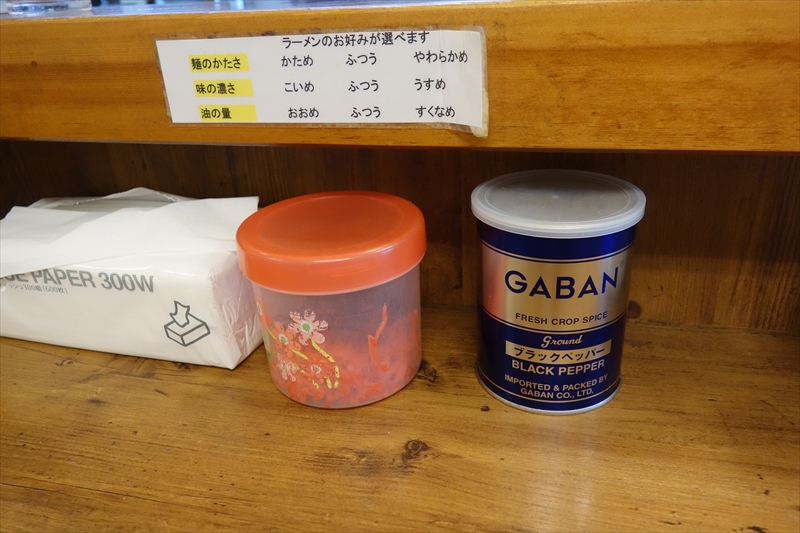 ラーメンのお好みが選べます
麺のかたさ かため ふつう やわらかめ
味の濃さ こいめ ふつう うすめ
油の量 おおめ ふつう すくなめ
PAPER 300W
GABAN
FRESH CROP SPICE
Ground
ブラックペッパー
BLACK PEPPER
IMPORTED & PACKED BY
GABAN CO., LTD.